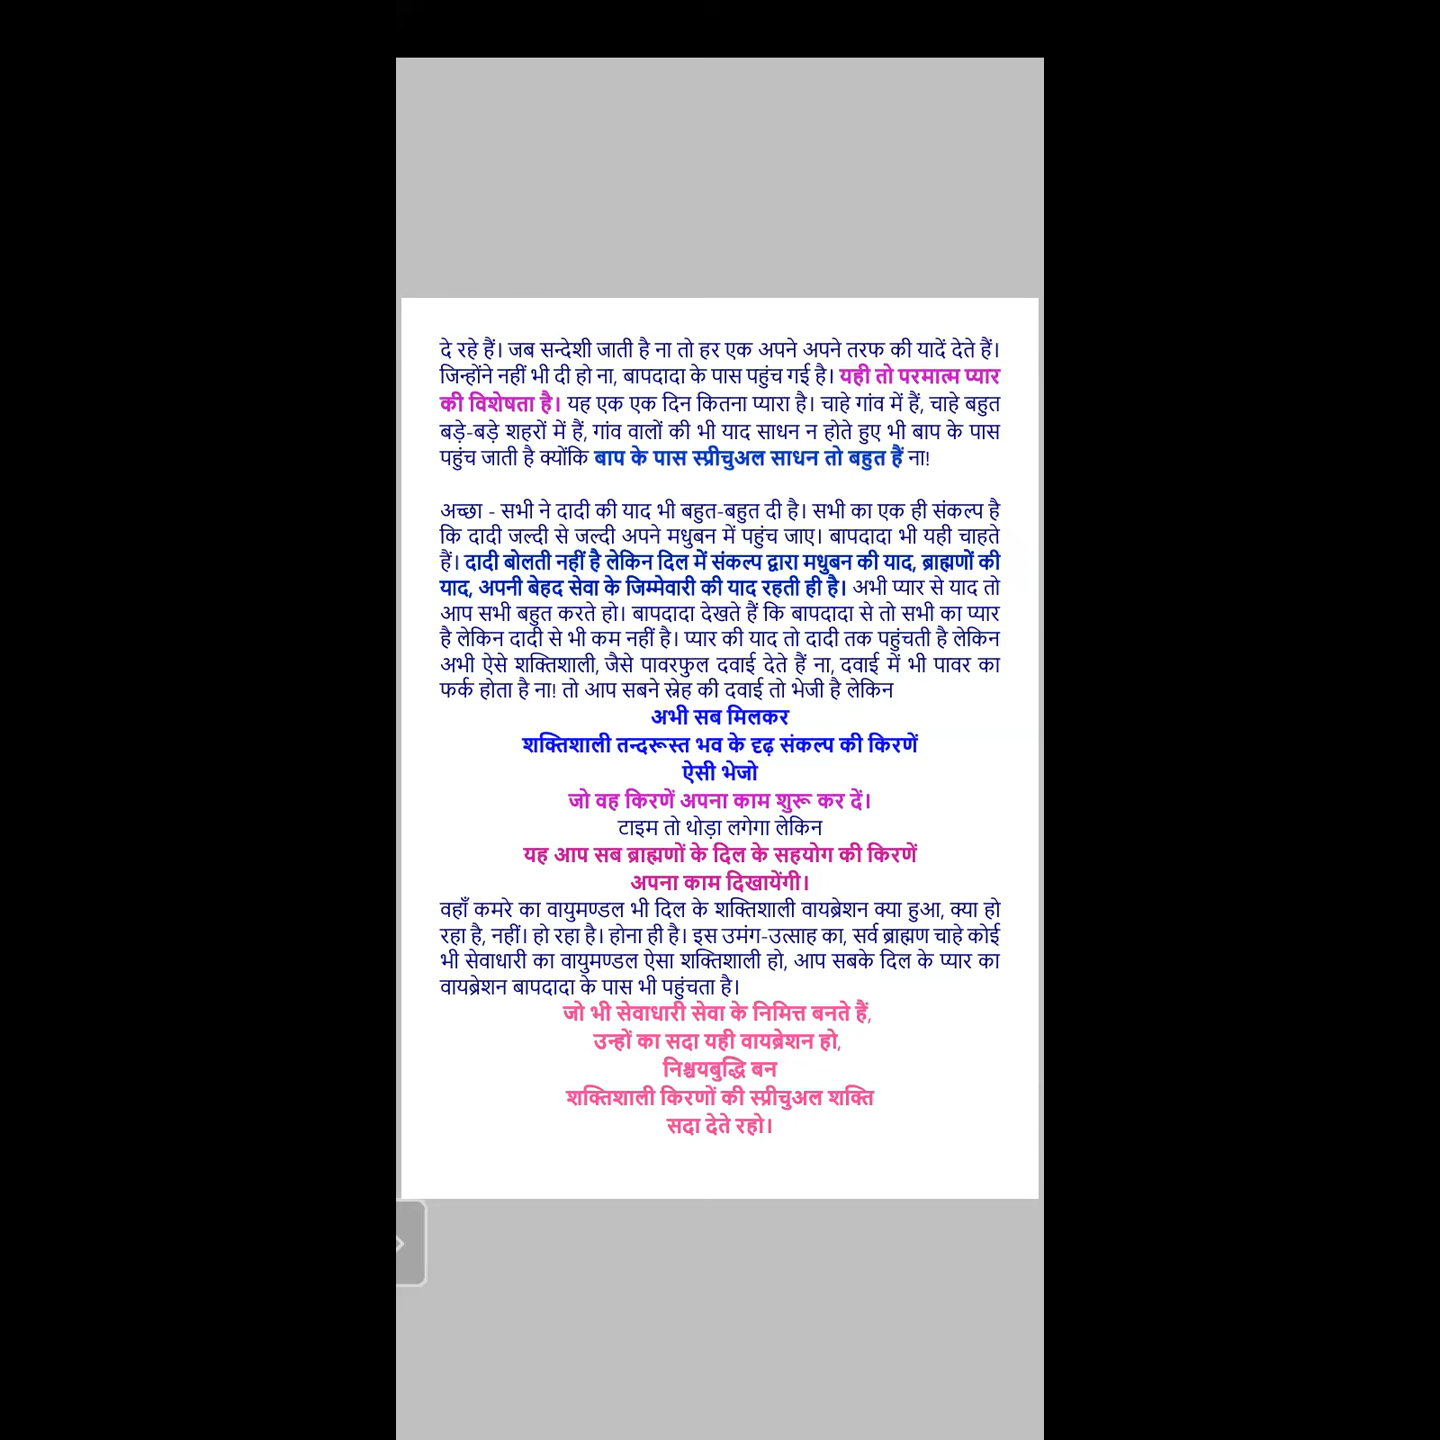 दे रहे हैं। जब सन्देशी जाती है ना तो हर एक अपने अपने तरफ की यादें देते हैं।
जिन्होंने नहीं भी दी हो ना, बापदादा के पास पहुंच गई है। यही तो परमात्म प्यार
की विशेषता है। यह एक एक दिन कितना प्यारा है। चाहे गांव में हैं, चाहे बहुत
बड़े-बड़े शहरों में हैं, गांव वालों की भी याद साधन न होते हुए भी बाप के पास
पहुंच जाती है क्योंकि बाप के पास स्प्रीचुअल साधन तो बहुत हैं ना!
अच्छा - सभी ने दादी की याद भी बहुत-बहुत दी है। सभी का एक ही संकल्प है
कि दादी जल्दी से जल्दी अपने मधुबन में पहुंच जाए। बापदादा भी यही चाहते
हैं। दादी बोलती नहीं है लेकिन दिल में संकल्प द्वारा मधुबन की याद, ब्राह्मणों की
याद, अपनी बेहद सेवा के जिम्मेवारी की याद रहती ही है। अभी प्यार से याद तो
आप सभी बहुत करते हो। बापदादा देखते हैं कि बापदादा से तो सभी का प्यार
है लेकिन दादी से भी कम नहीं है। प्यार की याद तो दादी तक पहुंचती है लेकिन
अभी ऐसे शक्तिशाली, जैसे पावरफुल दवाई देते हैं ना, दवाई में भी पावर का
फर्क होता है ना! तो आप सबने स्नेह की दवाई तो भेजी है लेकिन
अभी सब मिलकर
शक्तिशाली तन्दरूस्त भव के दृढ़ संकल्प की किरणें
ऐसी भेजो
जो वह किरणें अपना काम शुरू कर दें।
टाइम तो थोड़ा लगेगा लेकिन
यह आप सब ब्राह्मणों के दिल के सहयोग की किरणें
अपना काम दिखायेंगी।
वहाँ कमरे का वायुमण्डल भी दिल के शक्तिशाली वायब्रेशन क्या हुआ, क्या हो
रहा है, नहीं। हो रहा है। होना ही है। इस उमंग-उत्साह का, सर्व ब्राह्मण चाहे कोई
भी सेवाधारी का वायुमण्डल ऐसा शक्तिशाली हो, आप सबके दिल के प्यार का
वायब्रेशन बापदादा के पास भी पहुंचता है।
जो भी सेवाधारी सेवा के निमित्त बनते हैं,
उन्हों का सदा यही वायब्रेशन हो,
निश्चयबुद्धि बन
शक्तिशाली किरणों की स्प्रीचुअल शक्ति
सदा देते रहो।